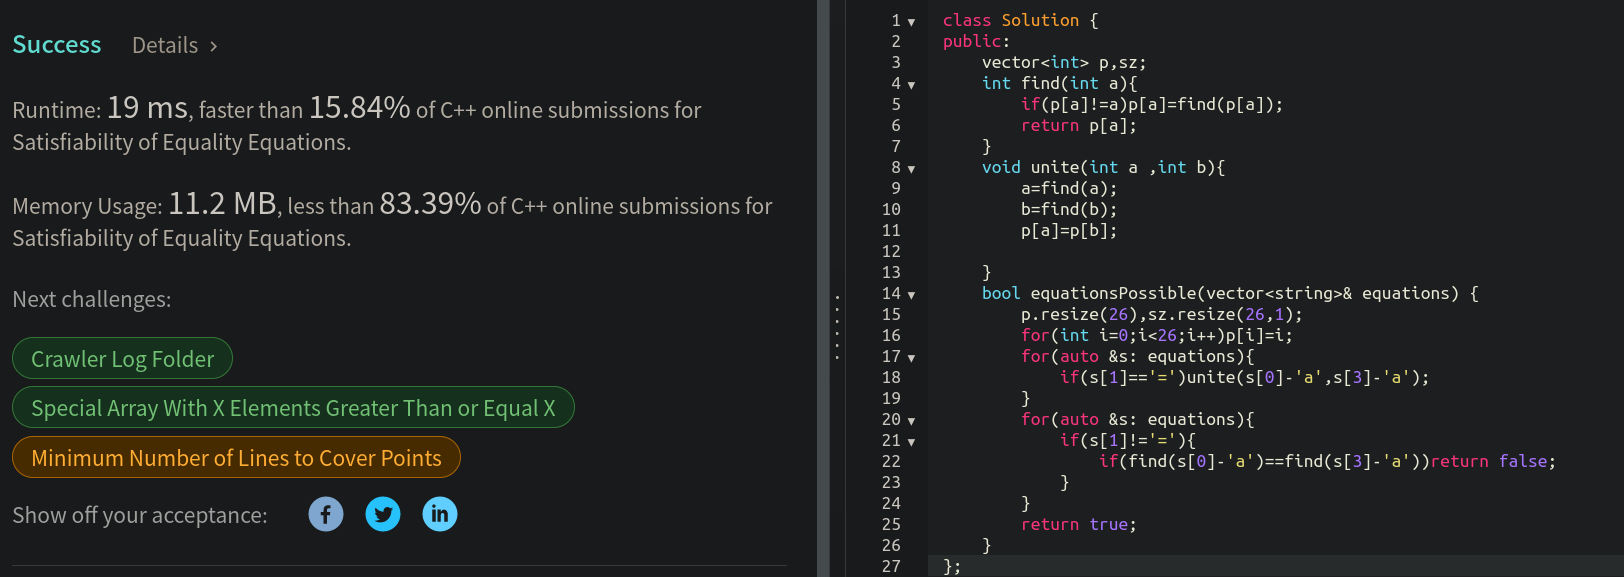 Success Details >
Runtime: 19 ms, faster than 15.84% of C++ online submissions for
Satisfiability of Equality Equations.
Memory Usage: 11.2 MB, less than 83.39% of C++ online submissions for
Satisfiability of Equality Equations.
Next challenges:
Crawler Log Folder
Special Array With X Elements Greater Than or Equal X
Minimum Number of Lines to Cover Points
Show off your acceptance: f in
1 class Solution {
2 public:
3     vector<int> p,sz;
4     int find(int a){
5         if(p[a]!=a)p[a]=find(p[a]);
6         return p[a];
7     }
8     void unite(int a ,int b){
9         a=find(a);
10         b=find(b);
11         p[a]=p[b];
12
13     }
14     bool equationsPossible(vector<string>& equations) {
15         p.resize(26),sz.resize(26,1);
16         for(int i=0;i<26;i++)p[i]=i;
17         for(auto &s: equations){
18             if(s[1]=='=')unite(s[0]-'a',s[3]-'a');
19         }
20         for(auto &s: equations){
21             if(s[1]!='='){
22                 if(find(s[0]-'a')==find(s[3]-'a'))return false;
23             }
24         }
25         return true;
26     }
27 };